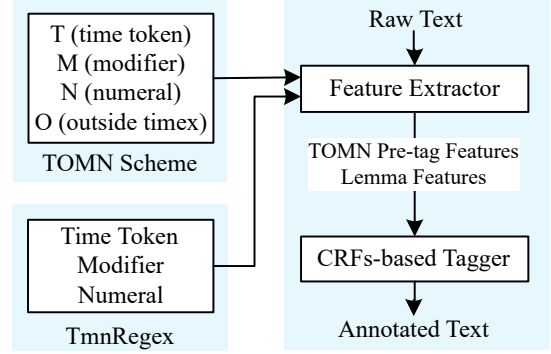 T (time token)
M (modifier)
N (numeral)
O (outside timex)
TOMN Scheme
Time Token
Modifier
Numeral
TmnRegex
Raw Text
Feature Extractor
TOMN Pre-tag Features
Lemma Features
CRFs-based Tagger
Annotated Text